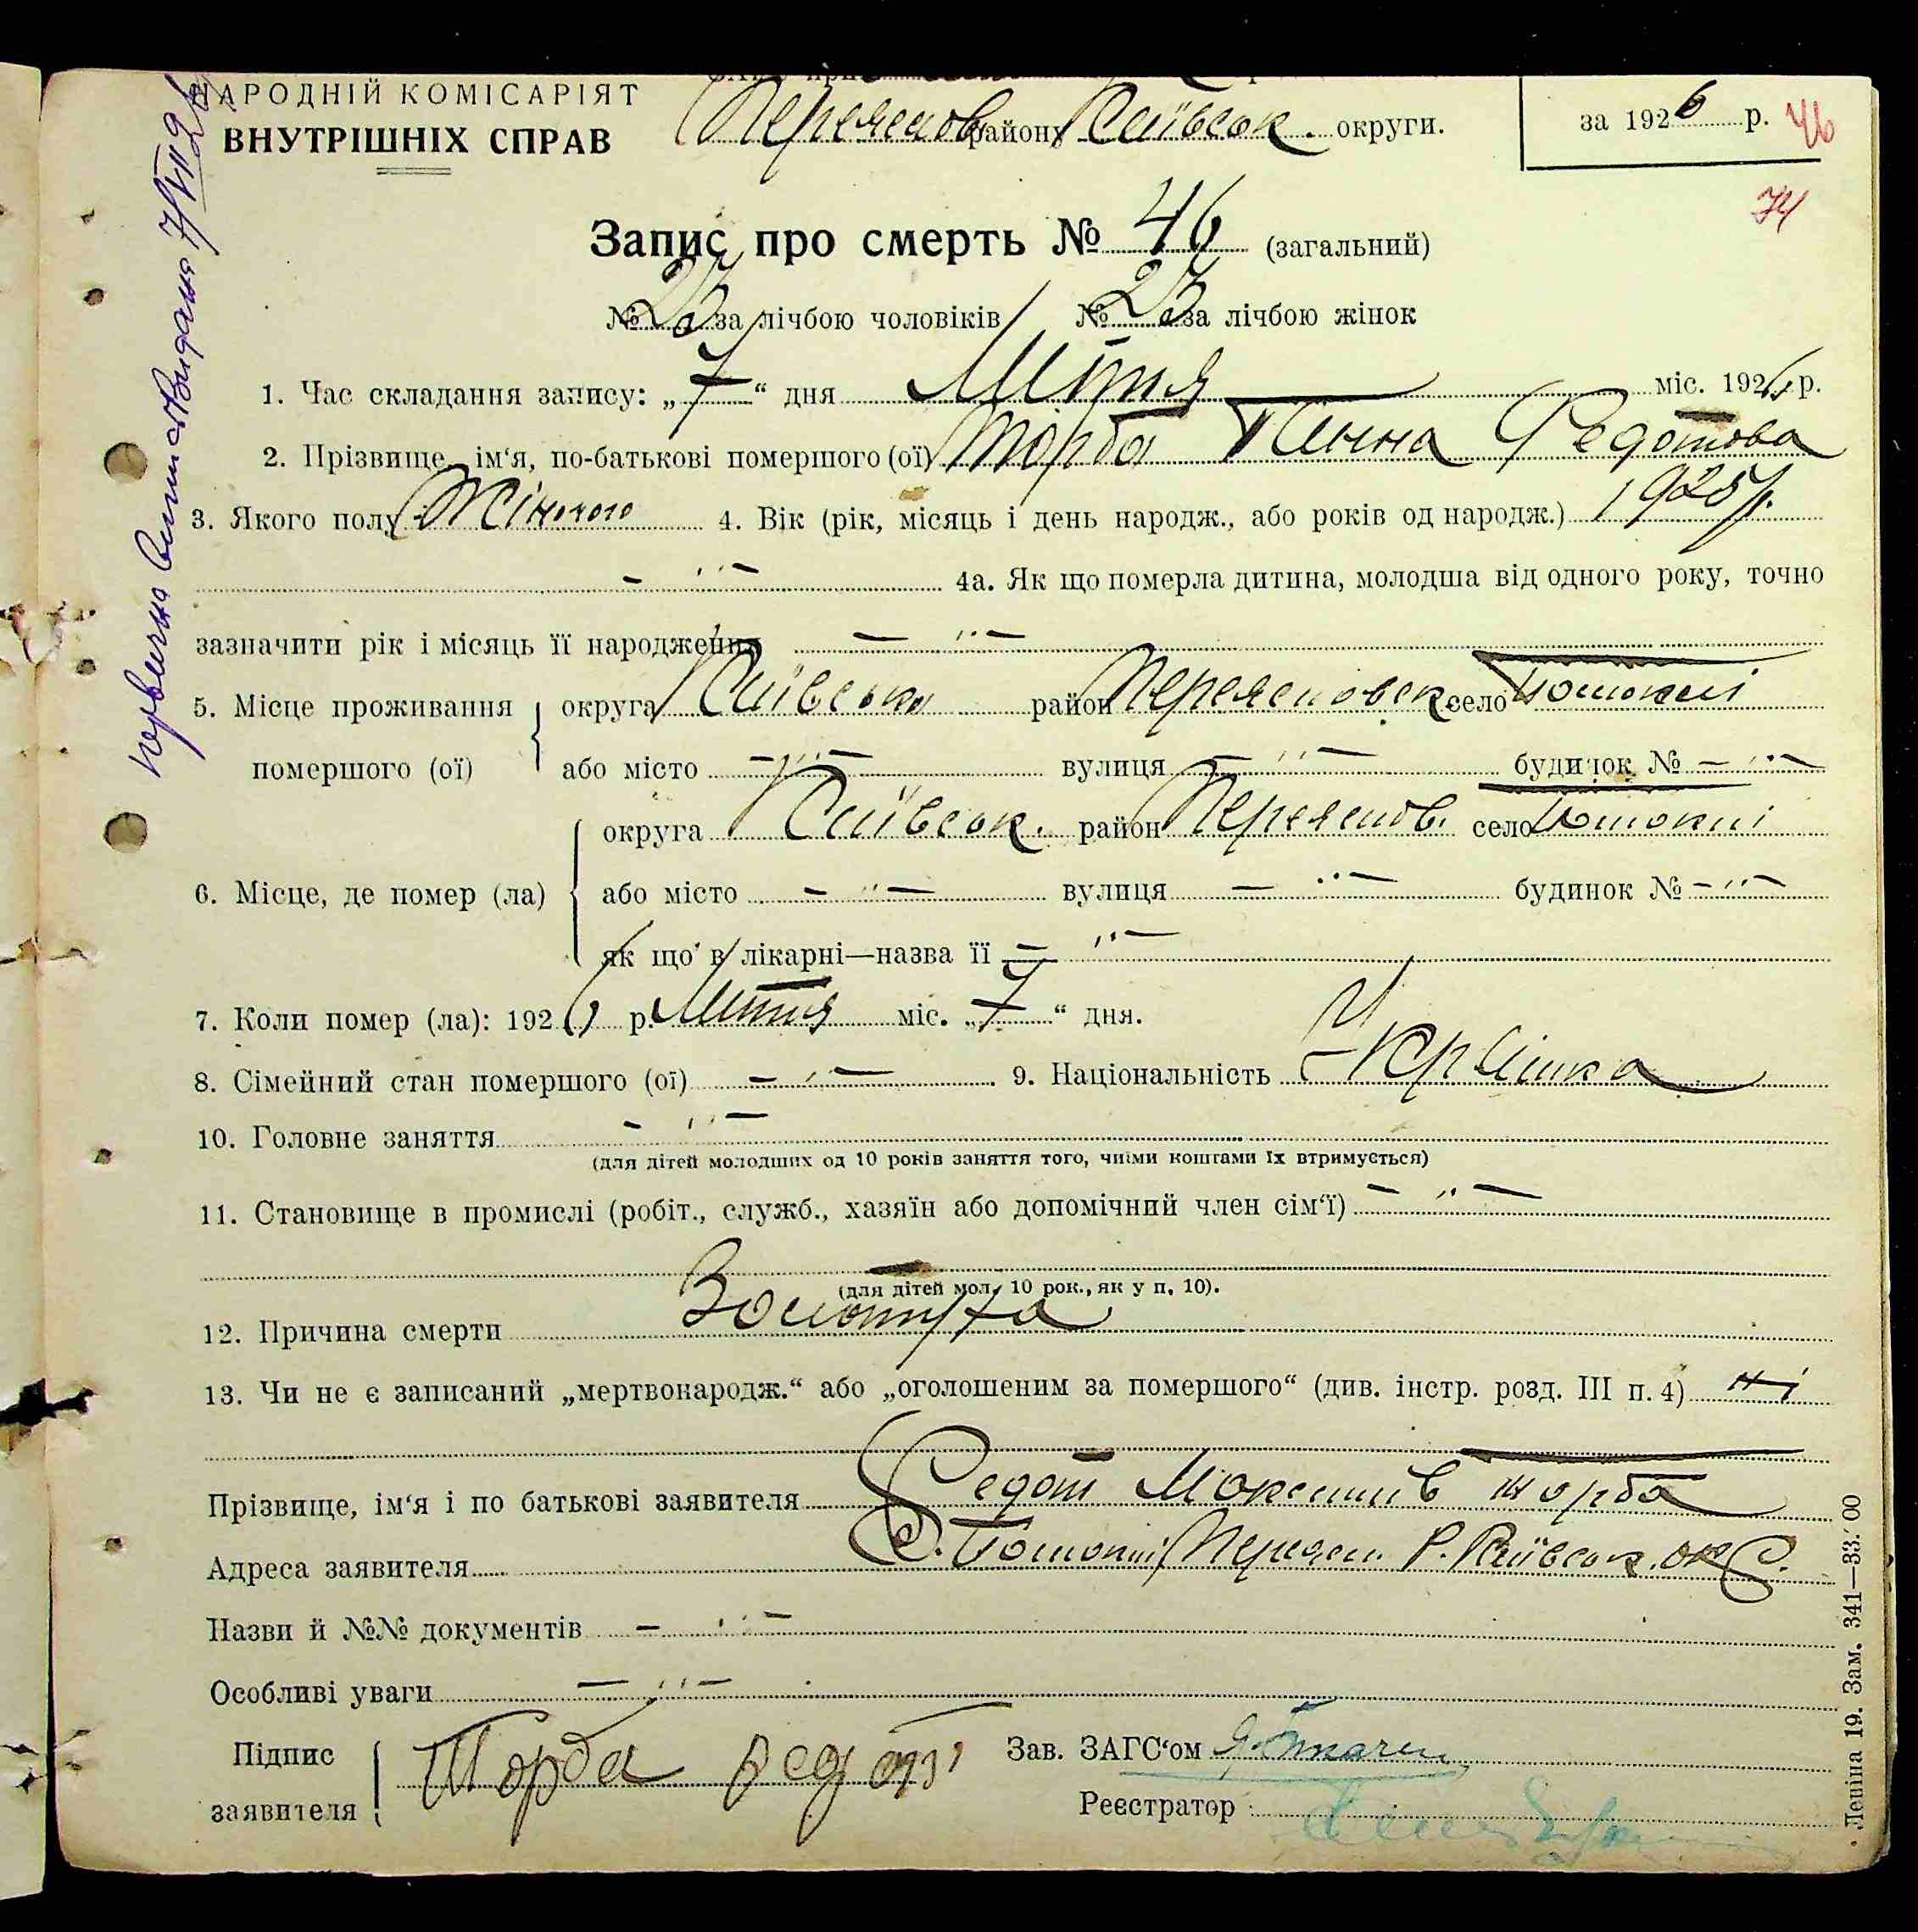 НАРОДНІЙ КОМІСАРІЯТ
ВНУТРІШНІХ СПРАВ
Переяслов району Київськ. округи.
за 1926 р. 46
74
Запис про смерть № 46 (загальний)
№ 23 за лічбою чоловіків № 23 за лічбою жінок
1. Час складання запису: „7“ дня Липня міс. 1926 р.
2. Прізвище, ім‘я, по-батькові помершого (ої) Торба Ганна Федотова
3. Якого полу Жіночого 4. Вік (рік, місяць і день народж., або років од народж.) 1925 р.
— " — 4а. Як що померла дитина, молодша від одного року, точно
зазначити рік і місяць її народження — " —
5. Місце проживання помершого (ої) округа Київська район Переясловск село
або місто — " — вулиця — " — будинок № — " —
6. Місце, де помер (ла) округа Київськ. район Переяслов. село
або місто — " — вулиця — " — будинок № — " —
як що в лікарні—назва її — " —
7. Коли помер (ла): 1926 р. Липня міс. „7“ дня.
8. Сімейний стан помершого (ої) — " — 9. Національність Українка
10. Головне заняття — " —
(для дітей молодших од 10 років заняття того, чиїми коштами їх втримується)
11. Становище в промислі (робіт., служб., хазяїн або допомічний член сім‘ї) — " —
(для дітей мол. 10 рок., як у п. 10).
12. Причина смерти Золотуха
13. Чи не є записаний „мертвонародж.“ або „оголошеним за помершого“ (див. інстр. розд. III п. 4) ні
Прізвище, ім‘я і по батькові заявителя Федот Максимів Торба
Адреса заявителя С. Переясл. Р. Київськ. окр.
Назви й №№ документів — " —
Особливі уваги — " —
Підпис заявителя Торба Федот
Зав. ЗАГС‘ом
Реєстратор
Леніна 19. Зам. 341—33.′00